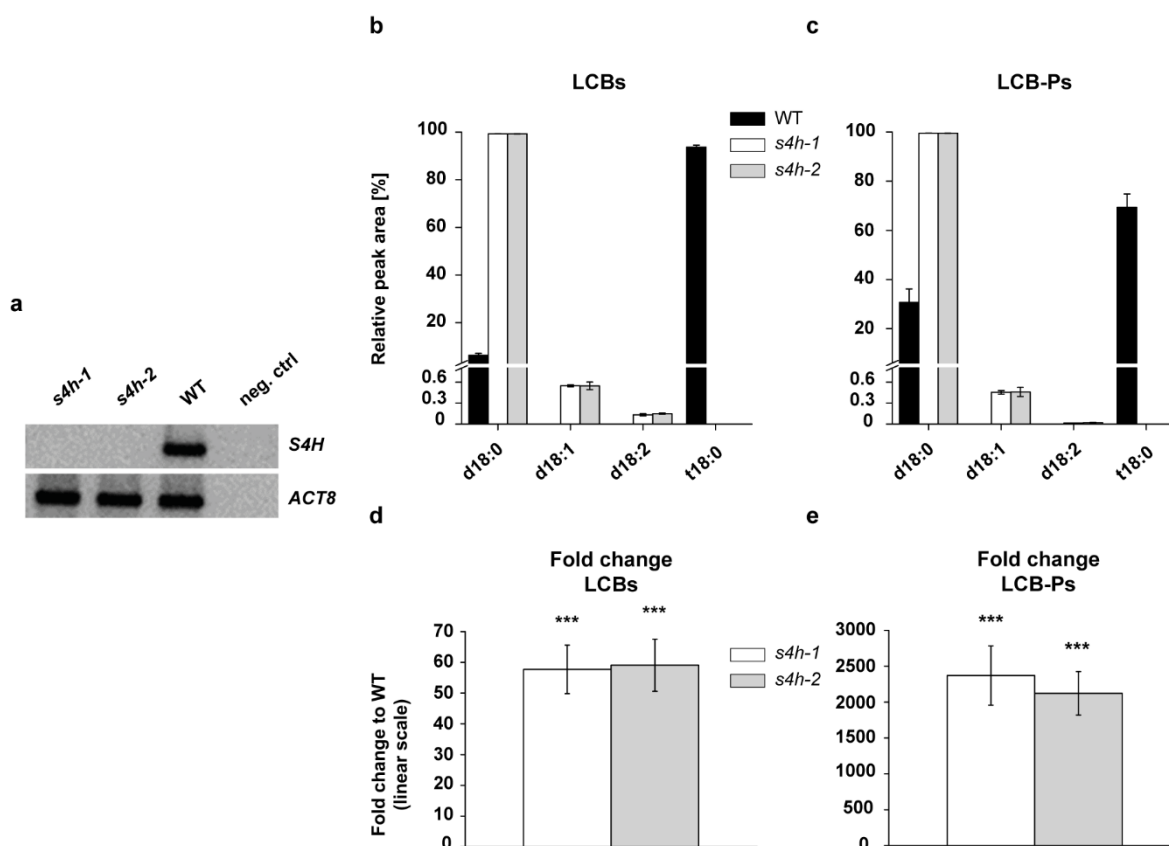 b
c
LCBs
LCB-Ps
WT
s4h-1
s4h-2
Relative peak area [%]
100
80
60
40
20
0.6
0.3
0
d18:0
d18:1
d18:2
t18:0
100
80
60
40
20
0.6
0.3
0
d18:0
d18:1
d18:2
t18:0
a
s4h-1
s4h-2
WT
neg. ctrl
S4H
ACT8
d
e
Fold change
LCBs
Fold change
LCB-Ps
***
***
***
***
s4h-1
s4h-2
Fold change to WT
(linear scale)
70
60
50
40
30
20
10
0
3000
2500
2000
1500
1000
500
0